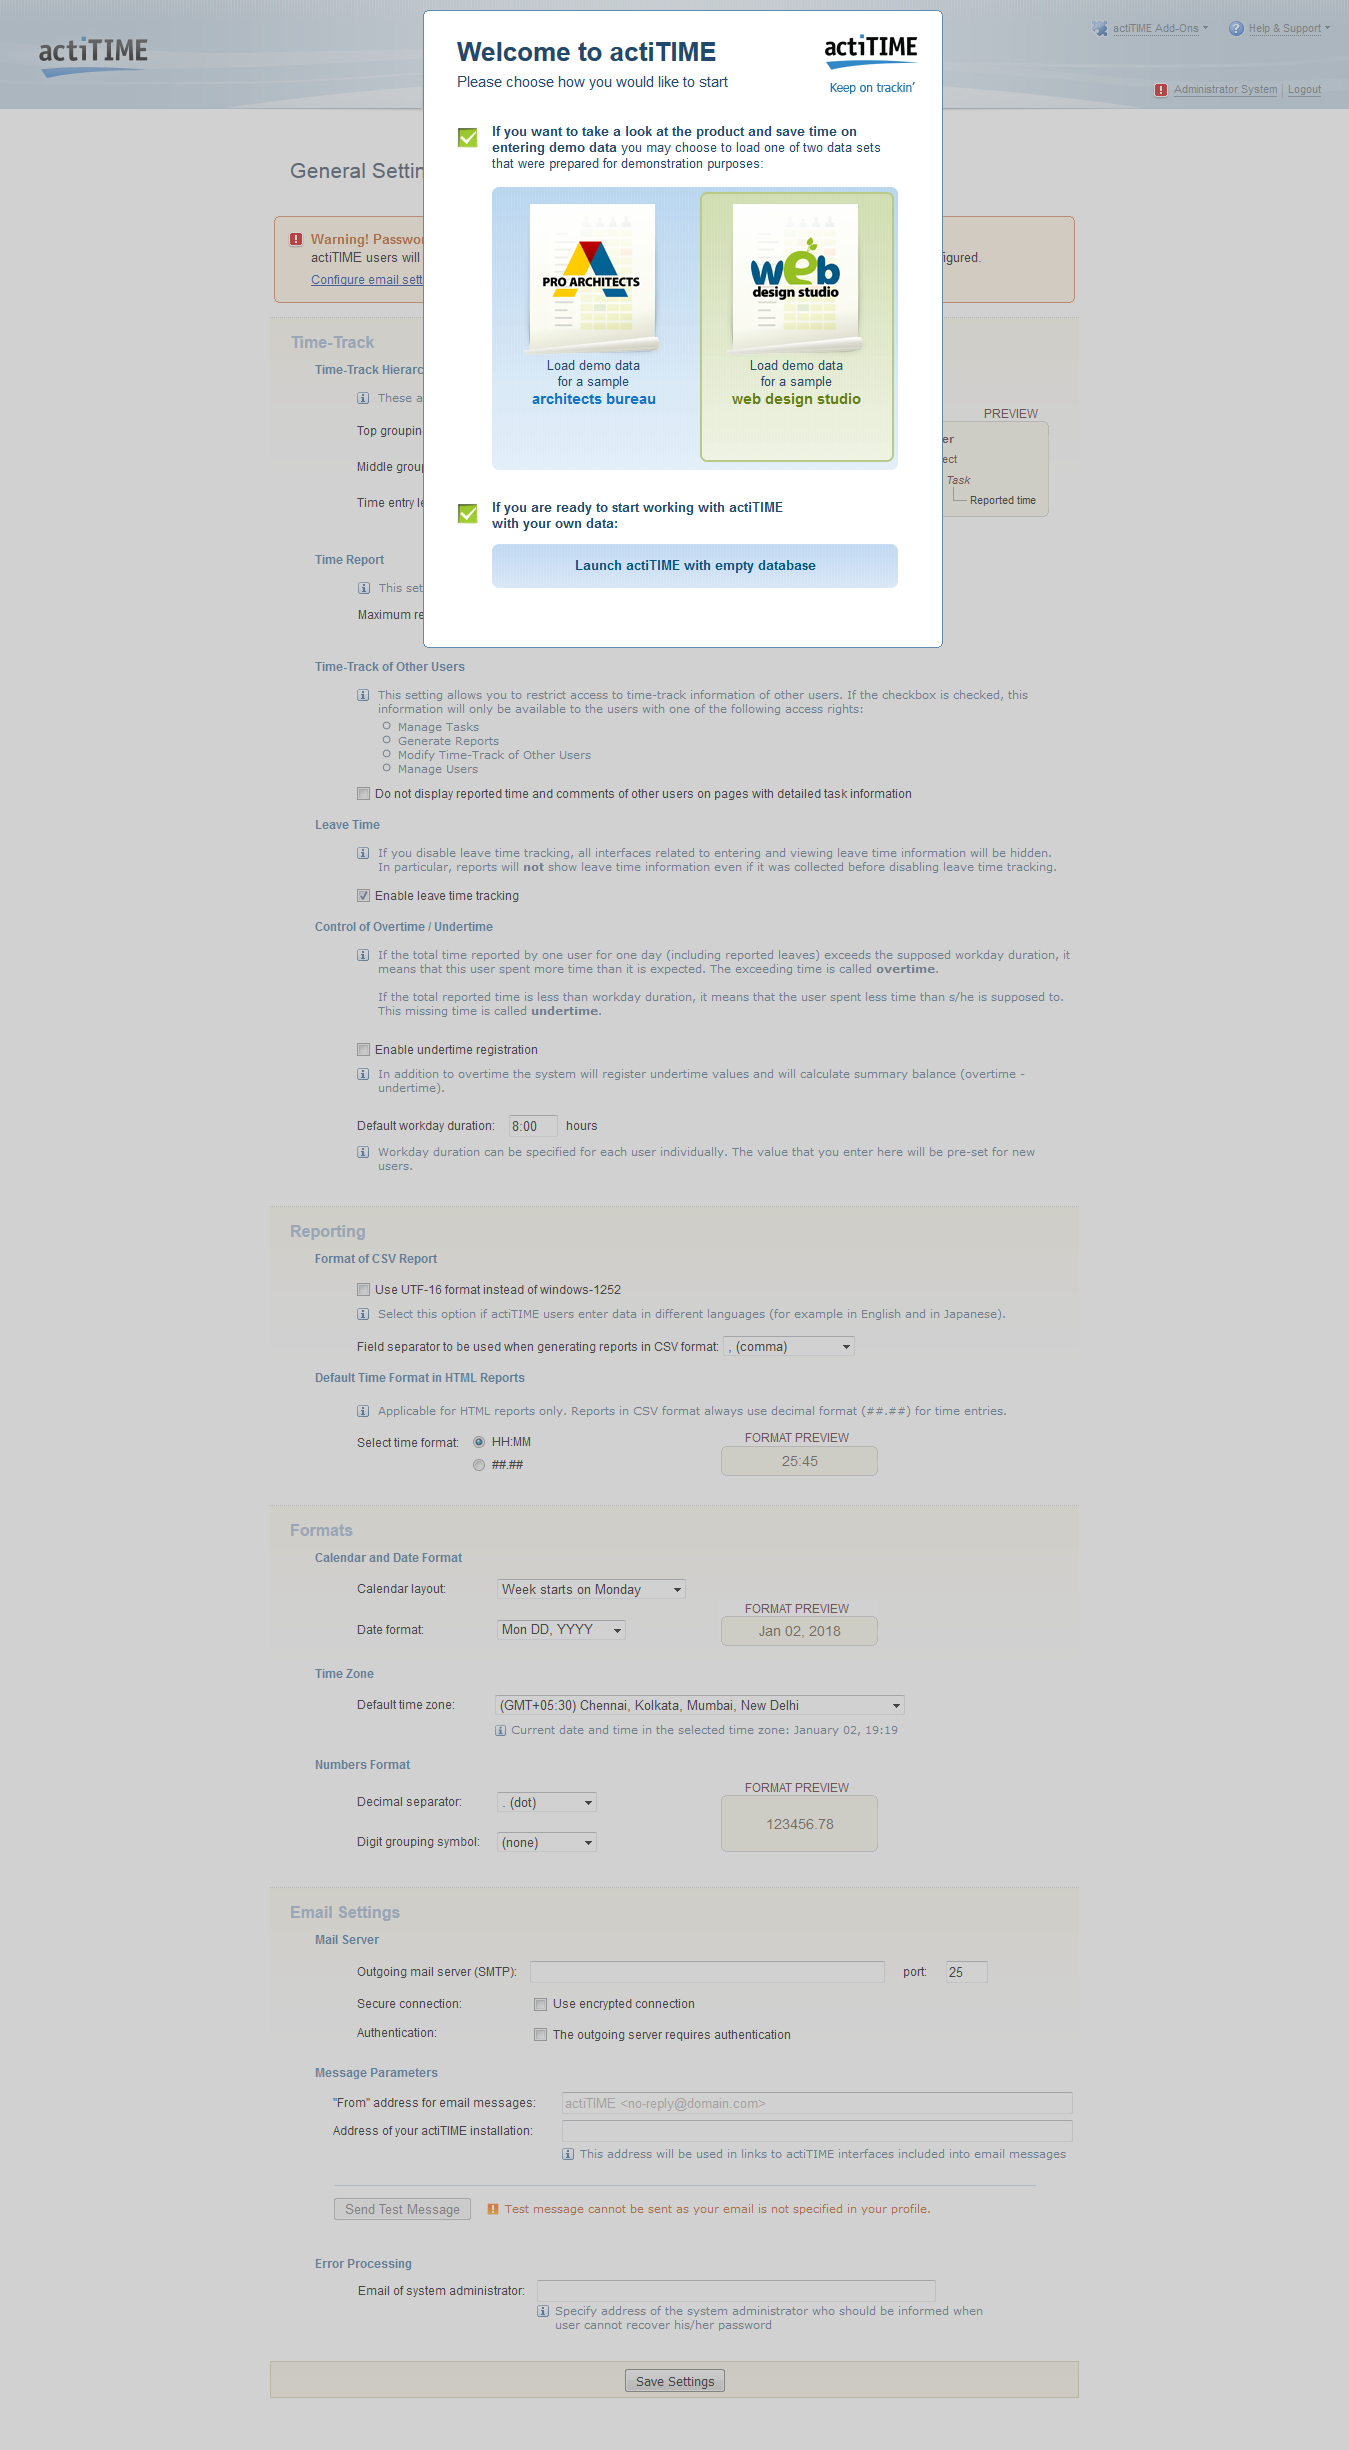 actiTIME
actiTIME Add-Ons
Help & Support
Administrator System
Logout
Welcome to actiTIME
Please choose how you would like to start
actiTIME
Keep on trackin'
If you want to take a look at the product and save time on
entering demo data you may choose to load one of two data sets
that were prepared for demonstration purposes:
PRO ARCHITECTS
Load demo data
for a sample
architects bureau
web
design studio
Load demo data
for a sample
web design studio
If you are ready to start working with actiTIME
with your own data:
Launch actiTIME with empty database
General
Warning!
actiTIME users will
igured.
Configure email
Time-Track
Time-Track
These
Top
Middle
Time entry
PREVIEW
er
ect
Task
Reported time
Time Report
This
Maximum
Time-Track of Other Users
This setting allows you to restrict access to time-track information of other users. If the checkbox is checked, this
information will only be available to the users with one of the following access rights:
Manage Tasks
Generate Reports
Modify Time-Track of Other Users
Manage Users
Do not display reported time and comments of other users on pages with detailed task information
Leave Time
If you disable leave time tracking, all interfaces related to entering and viewing leave time information will be hidden.
In particular, reports will not show leave time information even if it was collected before disabling leave time tracking.
Enable leave time tracking
Control of Overtime / Undertime
If the total time reported by one user for one day (including reported leaves) exceeds the supposed workday duration, it
means that this user spent more time than it is expected. The exceeding time is called overtime.
If the total reported time is less than workday duration, it means that the user spent less time than s/he is supposed to.
This missing time is called undertime.
Enable undertime registration
In addition to overtime the system will register undertime values and will calculate summary balance (overtime -
undertime).
Default workday duration: 8:00 hours
Workday duration can be specified for each user individually. The value that you enter here will be pre-set for new
users.
Reporting
Format of CSV Report
Use UTF-16 format instead of windows-1252
Select this option if actiTIME users enter data in different languages (for example in English and in Japanese).
Field separator to be used when generating reports in CSV format: , (comma)
Default Time Format in HTML Reports
Applicable for HTML reports only. Reports in CSV format always use decimal format (##.##) for time entries.
Select time format: HH:MM
##.##
FORMAT PREVIEW
25:45
Formats
Calendar and Date Format
Calendar layout: Week starts on Monday
Date format: Mon DD, YYYY
FORMAT PREVIEW
Jan 02, 2018
Time Zone
Default time zone: (GMT+05:30) Chennai, Kolkata, Mumbai, New Delhi
Current date and time in the selected time zone: January 02, 19:19
Numbers Format
Decimal separator: . (dot)
Digit grouping symbol: (none)
FORMAT PREVIEW
123456.78
Email Settings
Mail Server
Outgoing mail server (SMTP): port: 25
Secure connection: Use encrypted connection
Authentication: The outgoing server requires authentication
Message Parameters
"From" address for email messages: actiTIME <no-reply@domain.com>
Address of your actiTIME installation:
This address will be used in links to actiTIME interfaces included into email messages
Send Test Message
Test message cannot be sent as your email is not specified in your profile.
Error Processing
Email of system administrator:
Specify address of the system administrator who should be informed when
user cannot recover his/her password
Save Settings